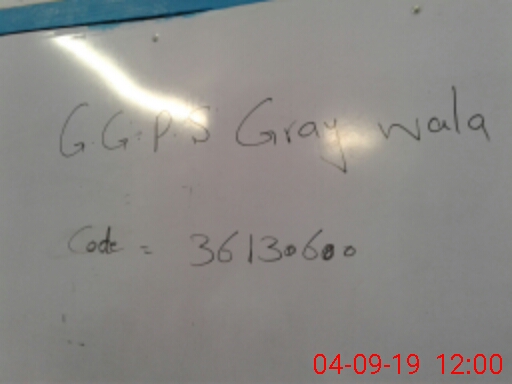 G.G.P.S Gray wala
Code = 36130600
04-09-19 12:00